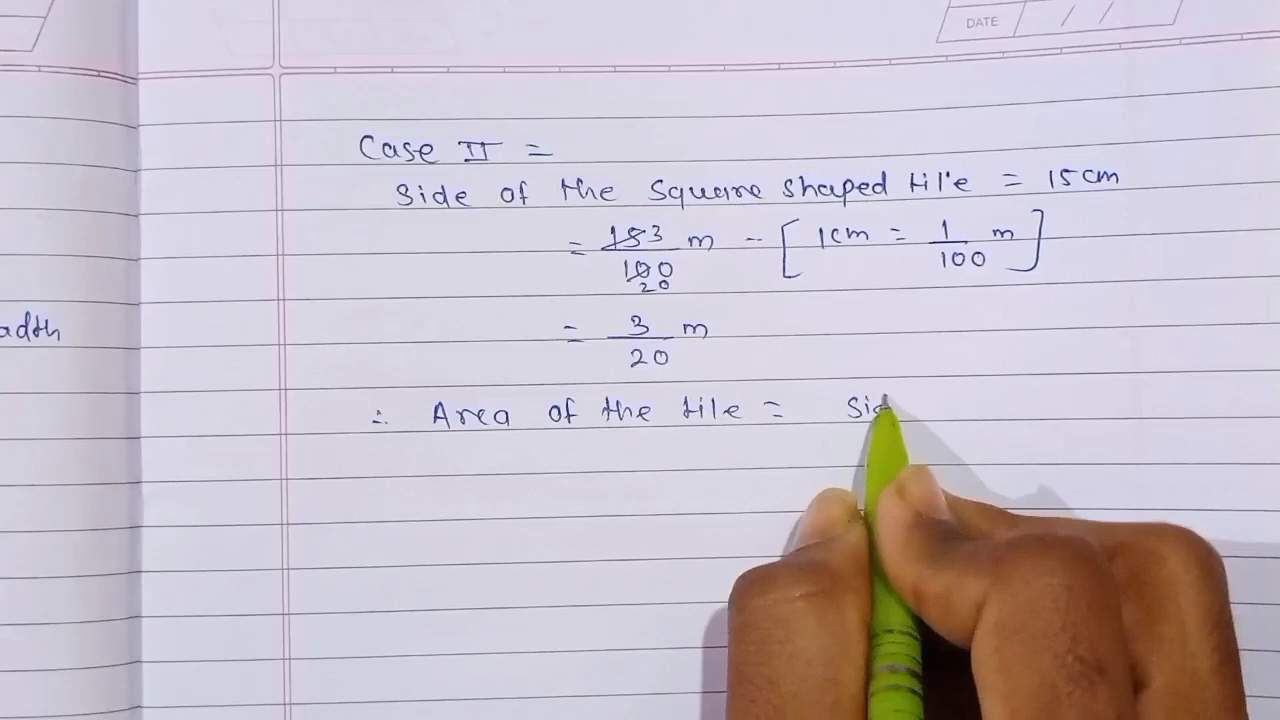 DATE / /
Case II =
Side of the square shaped tile = 15cm
= 15 3 / 100 20 m - [ 1cm = 1/100 m ]
adth
= 3/20 m
∴ Area of the tile = Sid